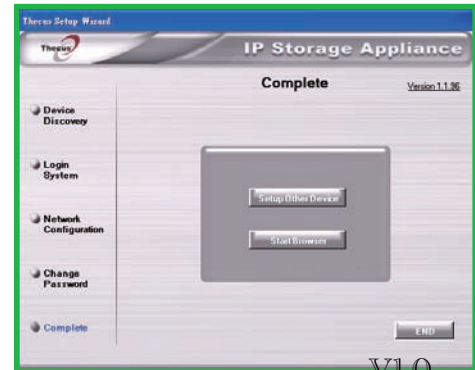 Thecus Setup Wizard
Thecus
IP Storage Appliance
Complete
Version 1.1.96
Device
Discovery
Login
System
Network
Configuration
Change
Password
Complete
Setup Other Device
Start Browser
END
V1.0